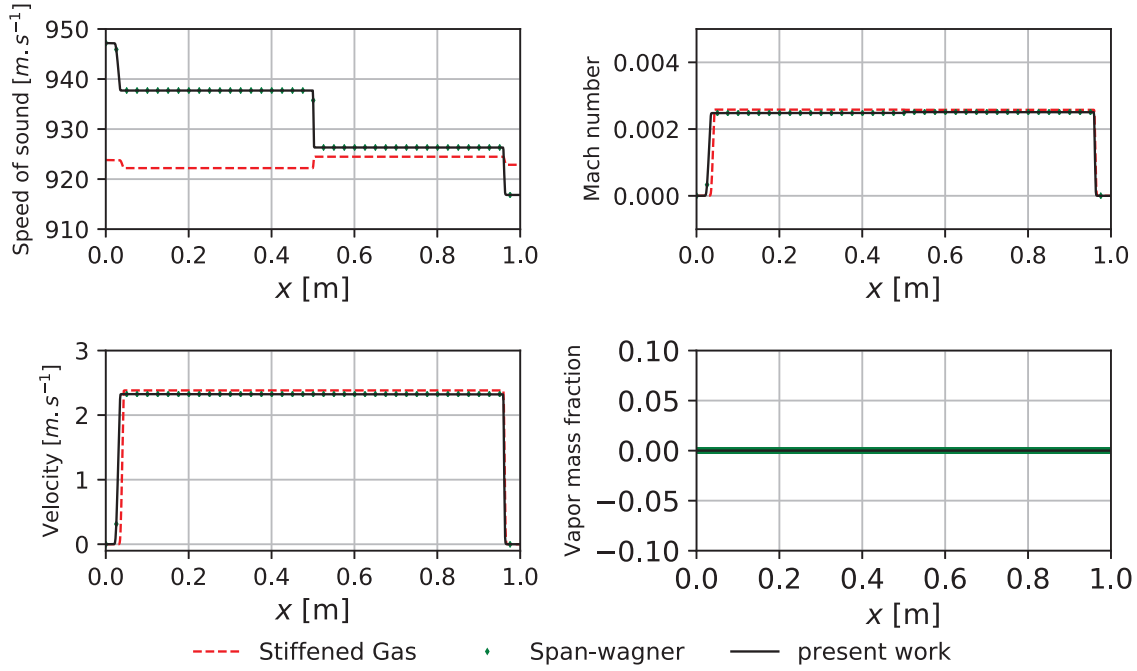 950
940
930
920
910
Speed of sound [m.s⁻¹]
0.0 0.2 0.4 0.6 0.8 1.0
x [m]
0.004
0.002
0.000
Mach number
0.0 0.2 0.4 0.6 0.8 1.0
x [m]
3
2
1
0
Velocity [m.s⁻¹]
0.0 0.2 0.4 0.6 0.8 1.0
x [m]
0.10
0.05
0.00
−0.05
−0.10
Vapor mass fraction
0.0 0.2 0.4 0.6 0.8 1.0
x [m]
Stiffened Gas Span-wagner present work